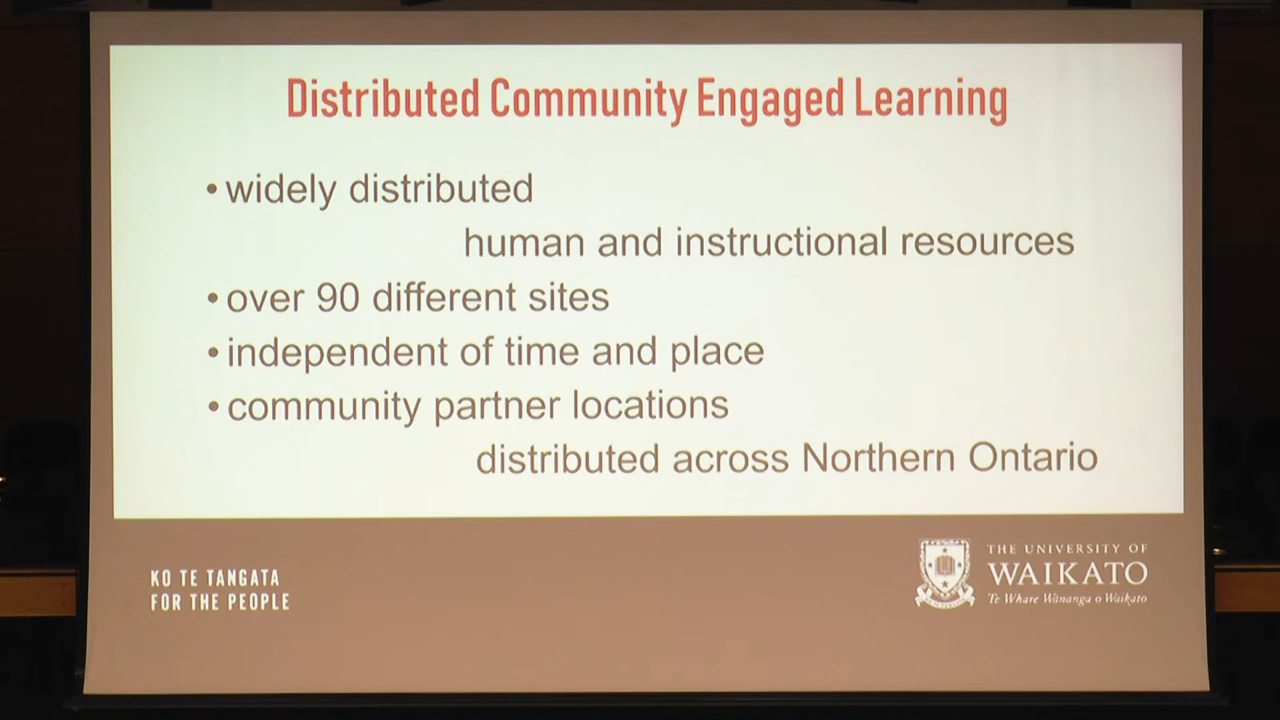 Distributed Community Engaged Learning
• widely distributed
human and instructional resources
• over 90 different sites
• independent of time and place
• community partner locations
distributed across Northern Ontario
KO TE TANGATA
FOR THE PEOPLE
THE UNIVERSITY OF
WAIKATO
Te Whare Wānanga o Waikato